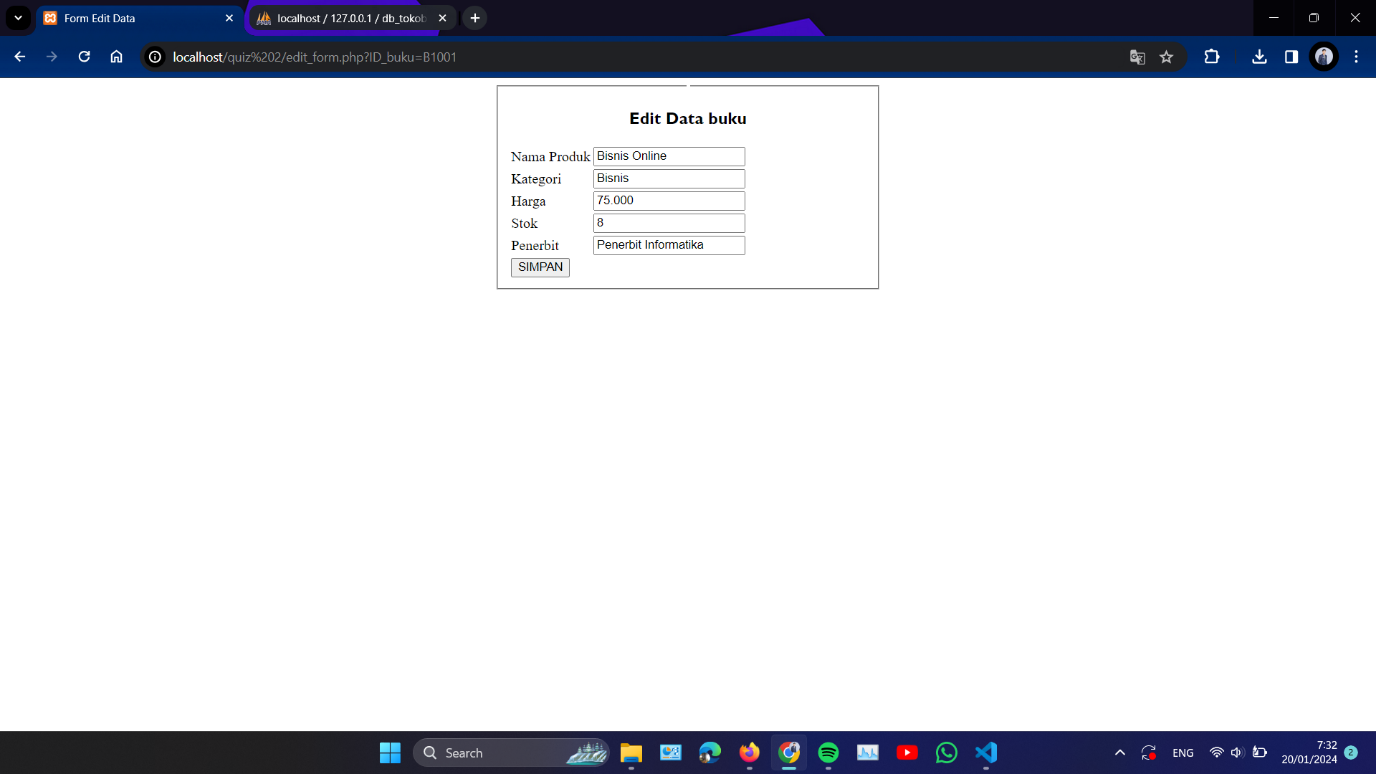 Form Edit Data
localhost / 127.0.0.1 / db_tokob
localhost/quiz%202/edit_form.php?ID_buku=B1001
Edit Data buku
Nama Produk Bisnis Online
Kategori Bisnis
Harga 75.000
Stok 8
Penerbit Penerbit Informatika
SIMPAN
Search
ENG
7:32
20/01/2024
2